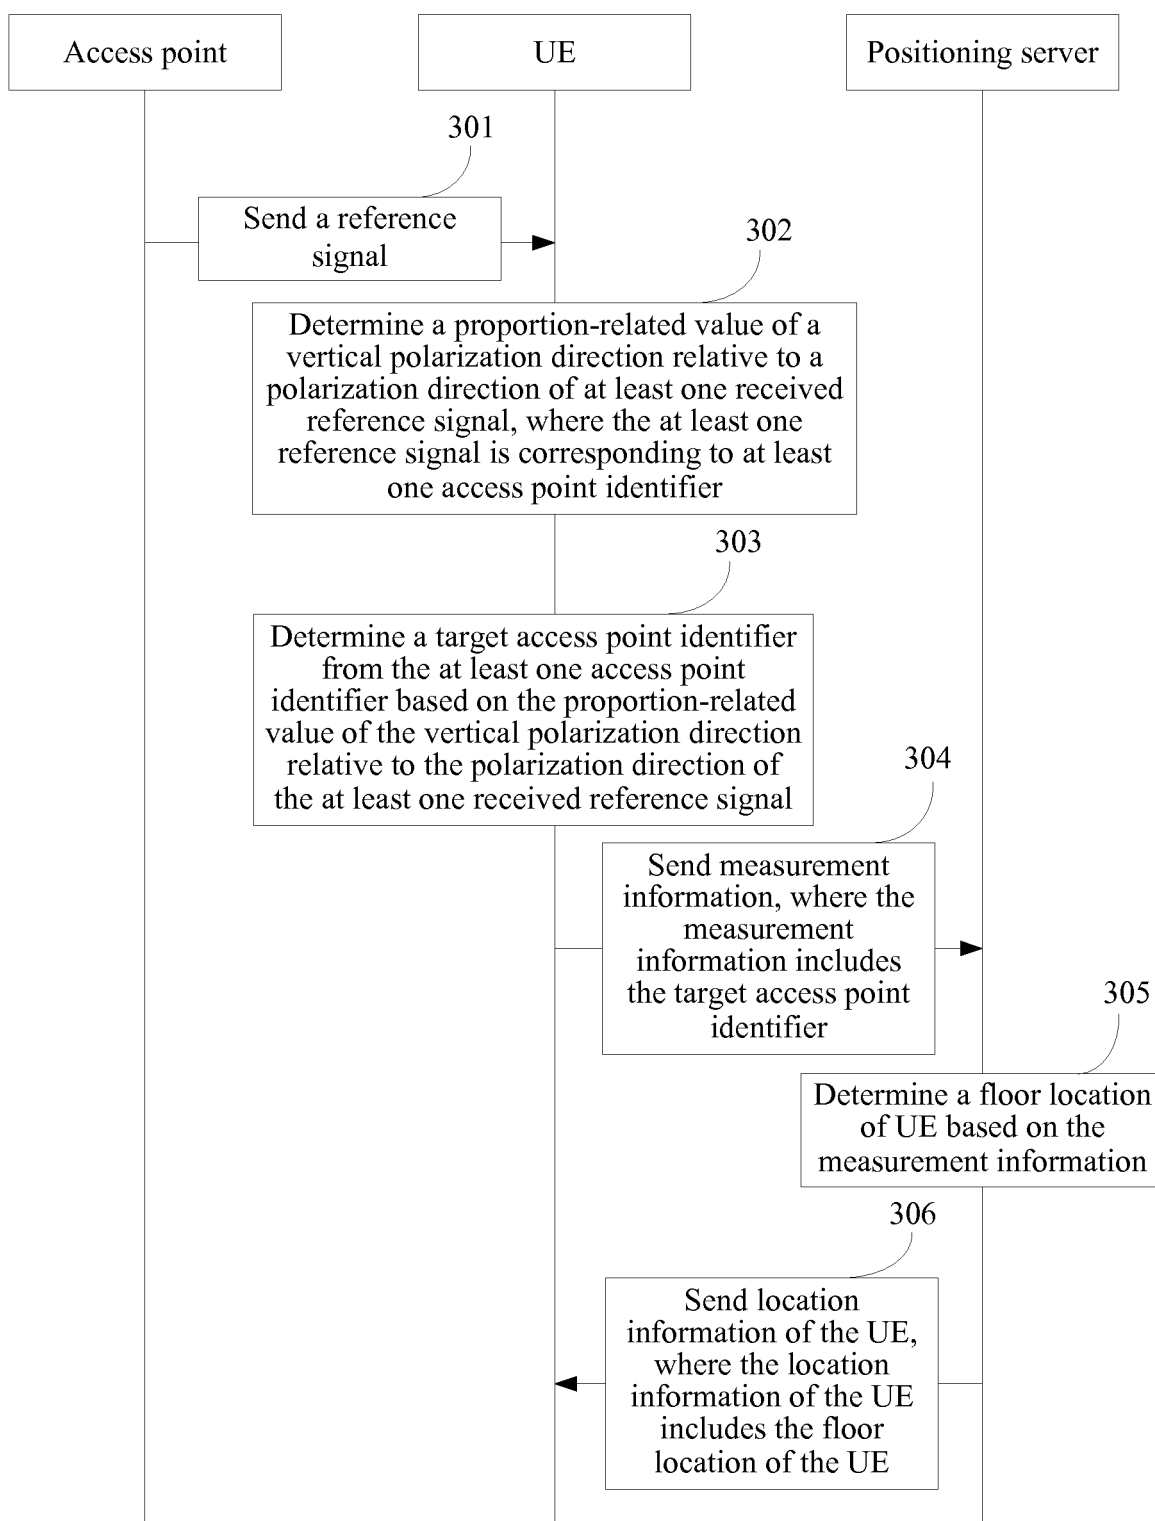 Access point
UE
Positioning server
301
Send a reference
signal
302
Determine a proportion-related value of a
vertical polarization direction relative to a
polarization direction of at least one received
reference signal, where the at least one
reference signal is corresponding to at least
one access point identifier
303
Determine a target access point identifier
from the at least one access point
identifier based on the proportion-related
value of the vertical polarization direction
relative to the polarization direction of
the at least one received reference signal
304
Send measurement
information, where the
measurement
information includes
the target access point
identifier
305
Determine a floor location
of UE based on the
measurement information
306
Send location
information of the UE,
where the location
information of the UE
includes the floor
location of the UE